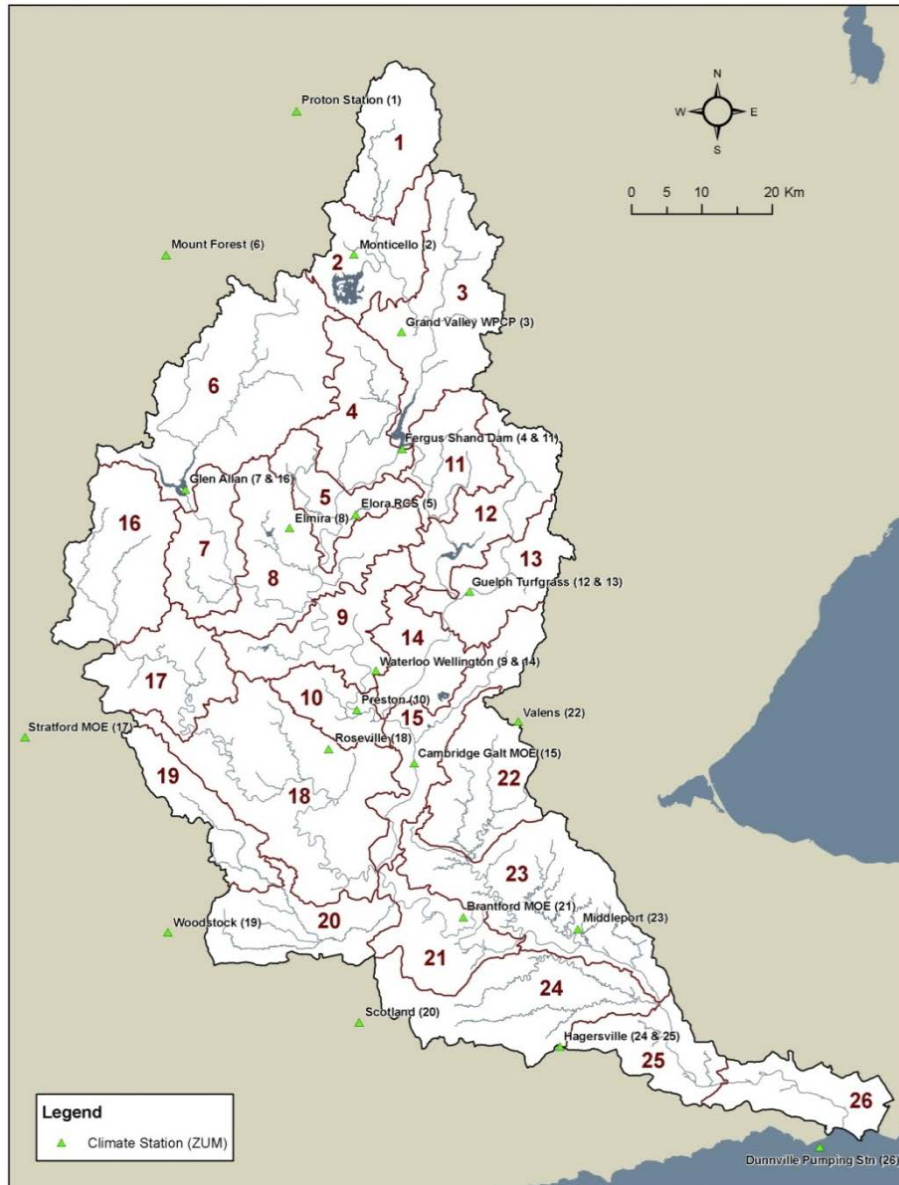 Proton Station (1)
1
N
W E
S
0 5 10 20 Km
Mount Forest (6)
Monticello (2)
2
3
Grand Valley WPCP (3)
6
4
Fergus Shand Dam (4 & 11)
11
Glen Allan (7 & 16)
5
Elora RCS (5)
16
Elmira (8)
12
7
13
8
Guelph Turfgrass (12 & 13)
9
14
Waterloo Wellington (9 & 14)
17
10
Preston (10)
15
Valens (22)
Stratford MOE (17)
Roseville (18)
Cambridge Galt MOE (15)
19
22
18
23
Brantford MOE (21)
20
Middleport (23)
Woodstock (19)
21
24
Scotland (20)
Hagersville (24 & 25)
25
26
Legend
Climate Station (ZUM)
Dunnville Pumping Stn (26)